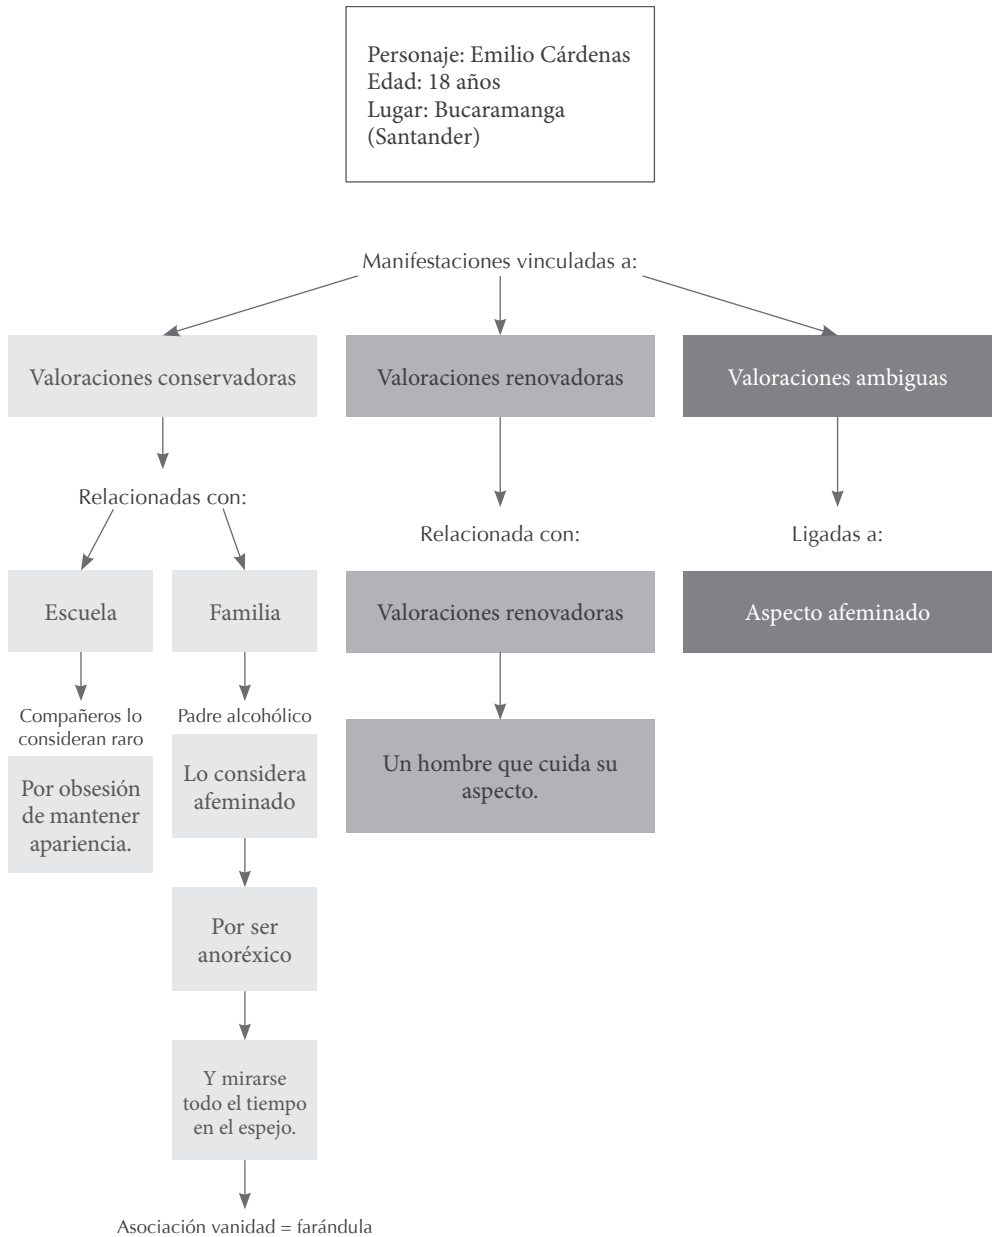 Personaje: Emilio Cárdenas
Edad: 18 años
Lugar: Bucaramanga
(Santander)
Manifestaciones vinculadas a:
Valoraciones conservadoras
Valoraciones renovadoras
Valoraciones ambiguas
Relacionadas con:
Relacionada con:
Ligadas a:
Escuela
Familia
Valoraciones renovadoras
Aspecto afeminado
Compañeros lo
consideran raro
Por obsesión
de mantener
apariencia.
Padre alcohólico
Lo considera
afeminado
Un hombre que cuida su
aspecto.
Por ser
anoréxico
Y mirarse
todo el tiempo
en el espejo.
Asociación vanidad = farándula